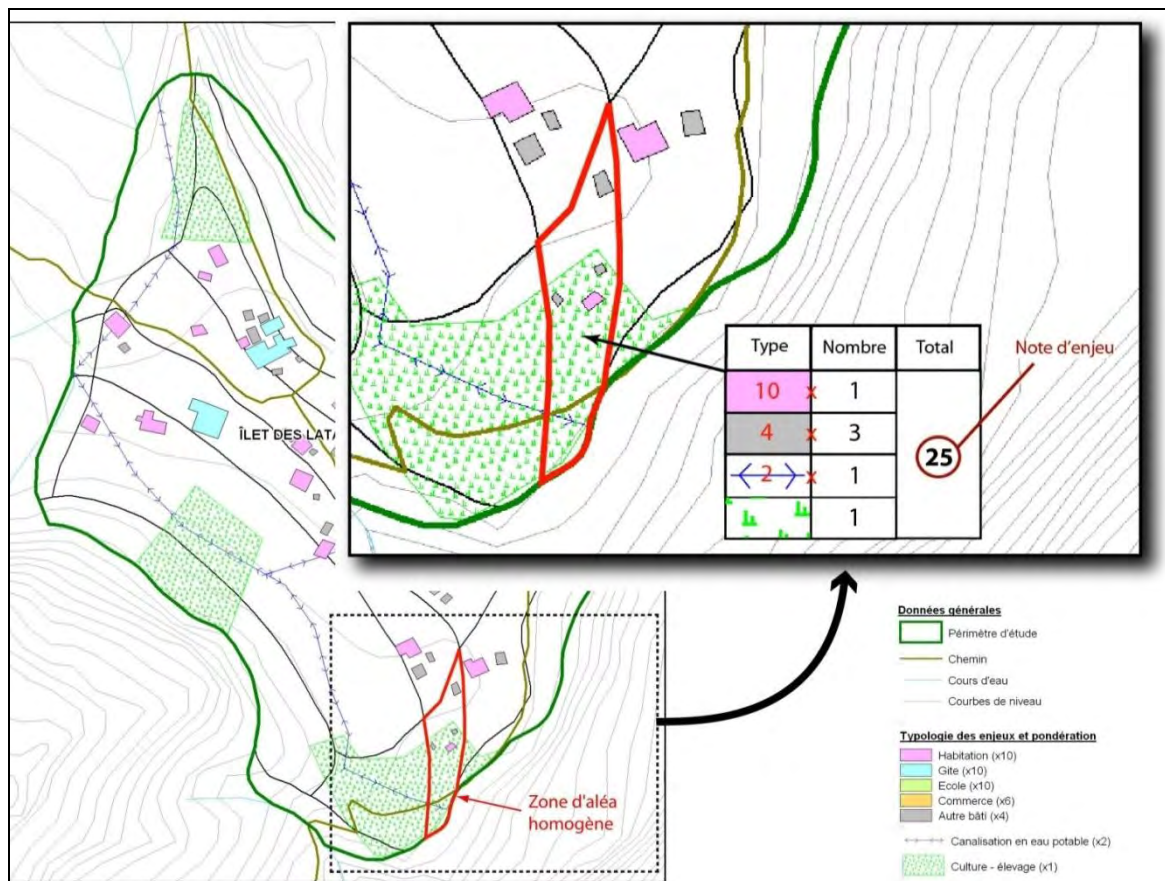 Type Nombre Total
10 x 1
4 x 3
2 x 1
1
25
Note d'enjeu
ÎLET DES LATA
Zone d'aléa
homogène
Données générales
Périmètre d'étude
Chemin
Cours d'eau
Courbes de niveau
Typologie des enjeux et pondération
Habitation (x10)
Gite (x10)
Ecole (x10)
Commerce (x6)
Autre bâti (x4)
Canalisation en eau potable (x2)
Culture - élevage (x1)